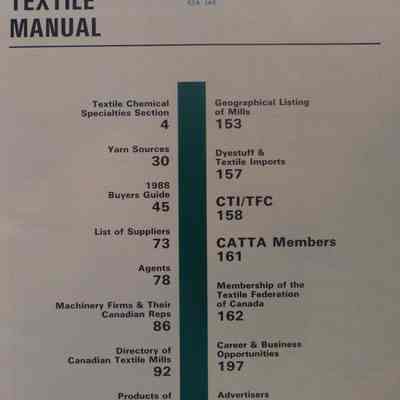 TEXTILE
MANUAL
Textile Chemical
Specialties Section
4
Yarn Sources
30
1988
Buyers Guide
45
List of Suppliers
73
Agents
78
Machinery Firms & Their
Canadian Reps
86
Directory of
Canadian Textile Mills
92
Products of
Geographical Listing
of Mills
153
Dyestuff &
Textile Imports
157
CTI/TFC
158
CATTA Members
161
Membership of the
Textile Federation
of Canada
162
Career & Business
Opportunities
197
Advertisers